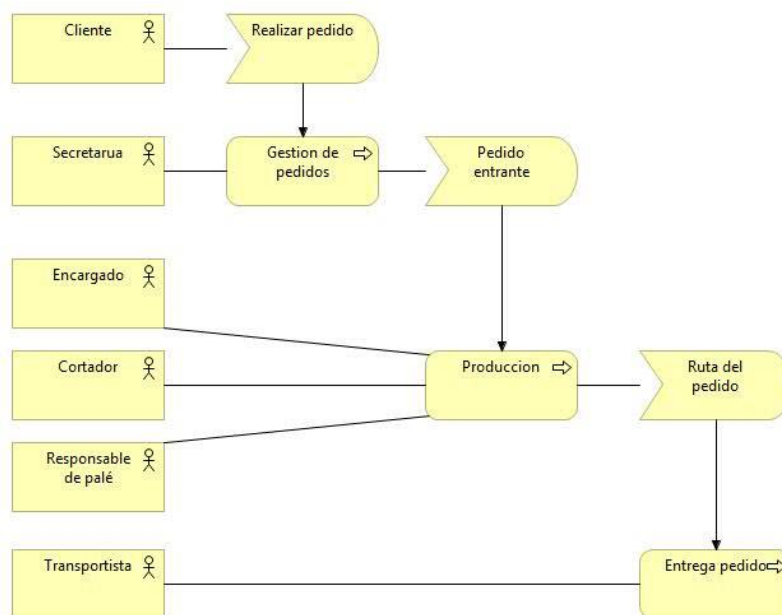 Cliente
Realizar pedido
Secretarua
Gestion de
pedidos
Pedido
entrante
Encargado
Cortador
Produccion
Ruta del
pedido
Responsable
de palé
Transportista
Entrega pedido